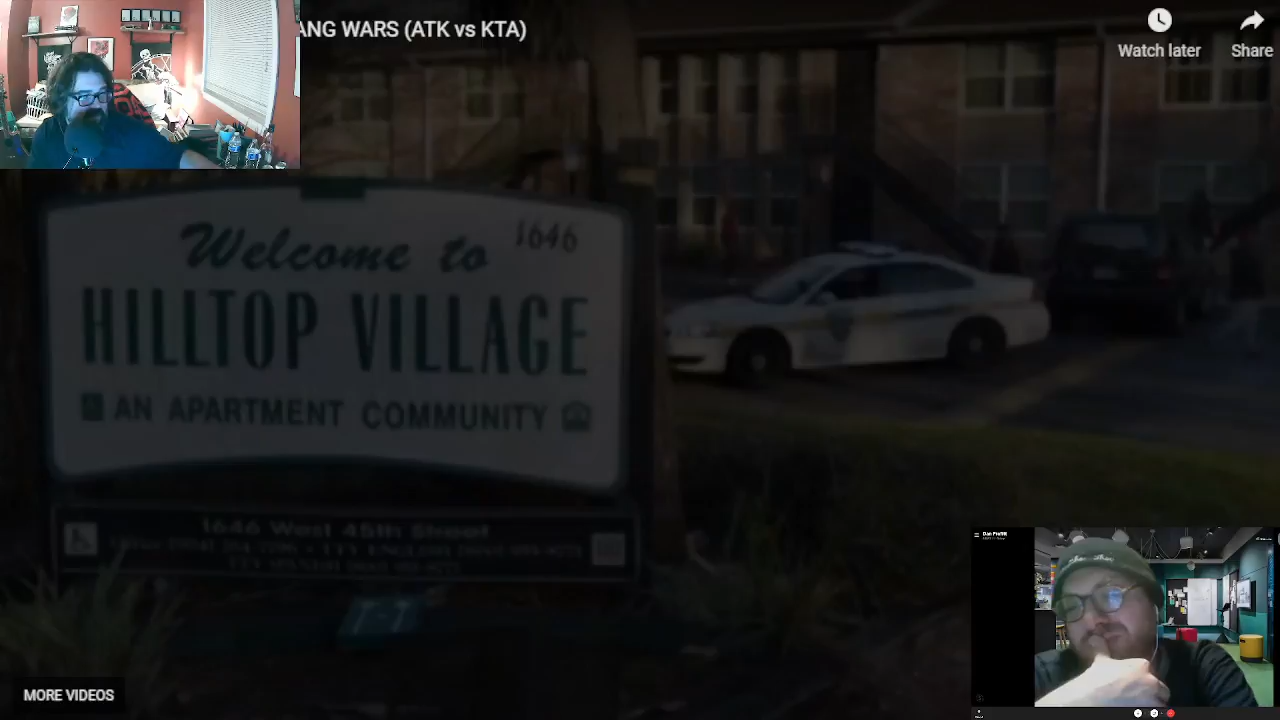 ANG WARS (ATK vs KTA)
Watch later
Share
Welcome to
1646
HILLTOP VILLAGE
AN APARTMENT COMMUNITY
1646 West 45th Street
MORE VIDEOS